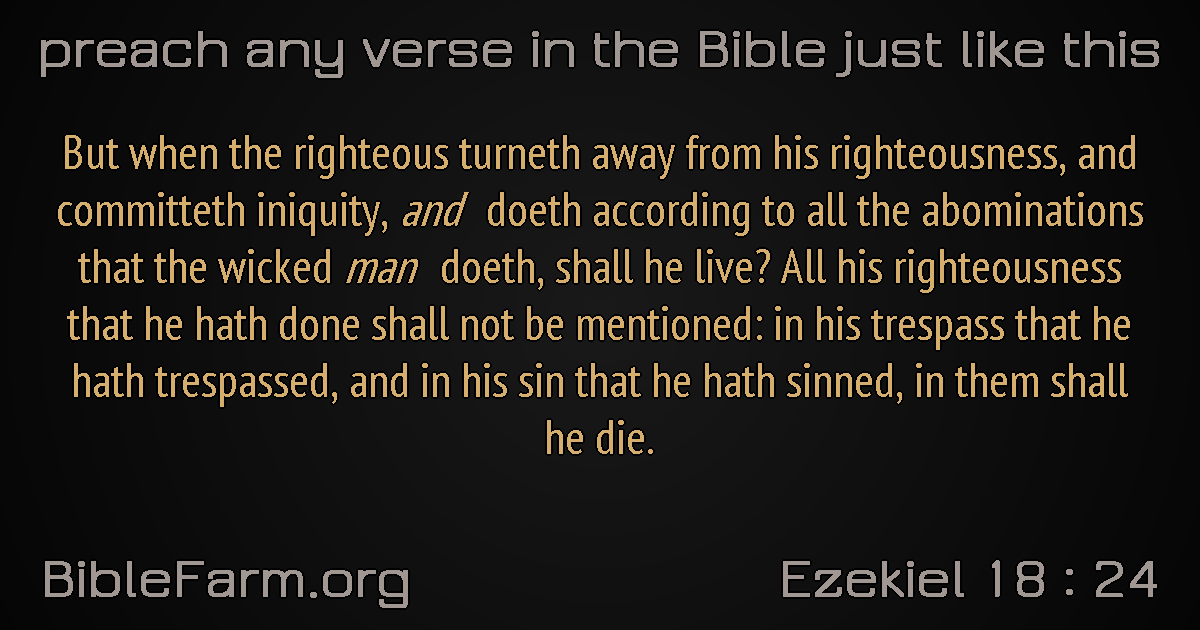 preach any verse in the Bible just like this
But when the righteous turneth away from his righteousness, and
committeth iniquity, and doeth according to all the abominations
that the wicked man doeth, shall he live? All his righteousness
that he hath done shall not be mentioned: in his trespass that he
hath trespassed, and in his sin that he hath sinned, in them shall
he die.
BibleFarm.org
Ezekiel 18 : 24